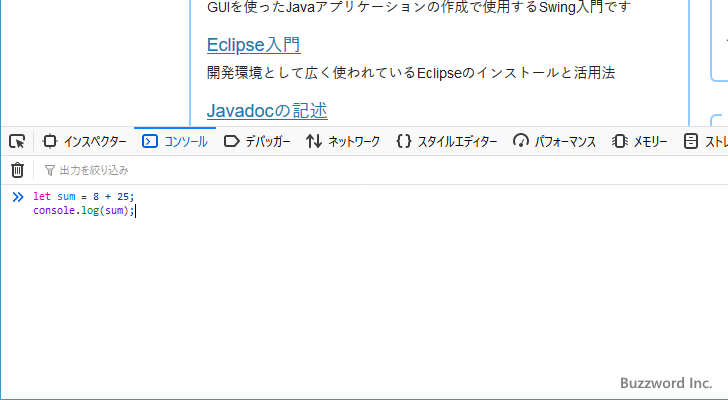 GUIを使ったJavaアプリケーションの作成で使用するSwing入門です
Eclipse入門
開発環境として広く使われているEclipseのインストールと活用法
Javadocの記述
インスペクター コンソール デバッガー ネットワーク スタイルエディター パフォーマンス メモリー ストレ
出力を絞り込み
let sum = 8 + 25;
console.log(sum);
Buzzword Inc.